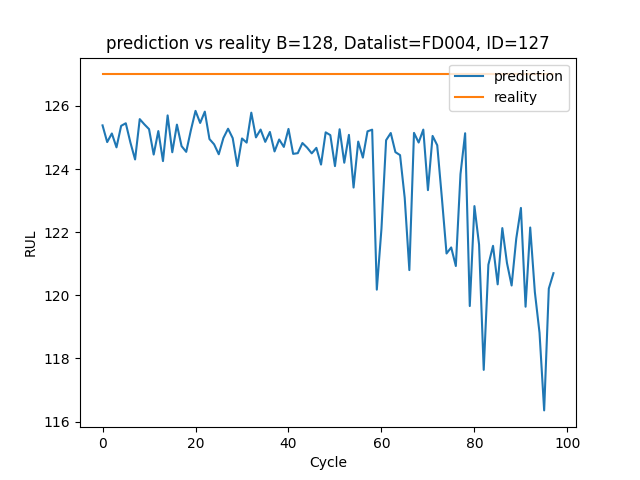 prediction vs reality B=128, Datalist=FD004, ID=127
prediction
reality
126
124
122
120
118
116
RUL
0 20 40 60 80 100
Cycle